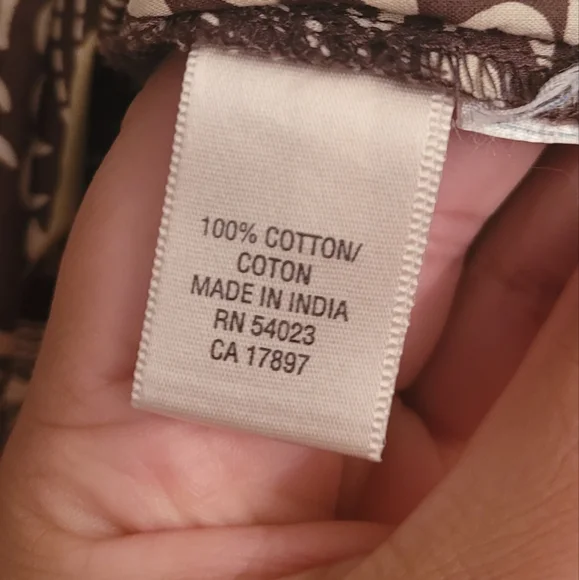 100% COTTON/
COTON
MADE IN INDIA
RN 54023
CA 17897